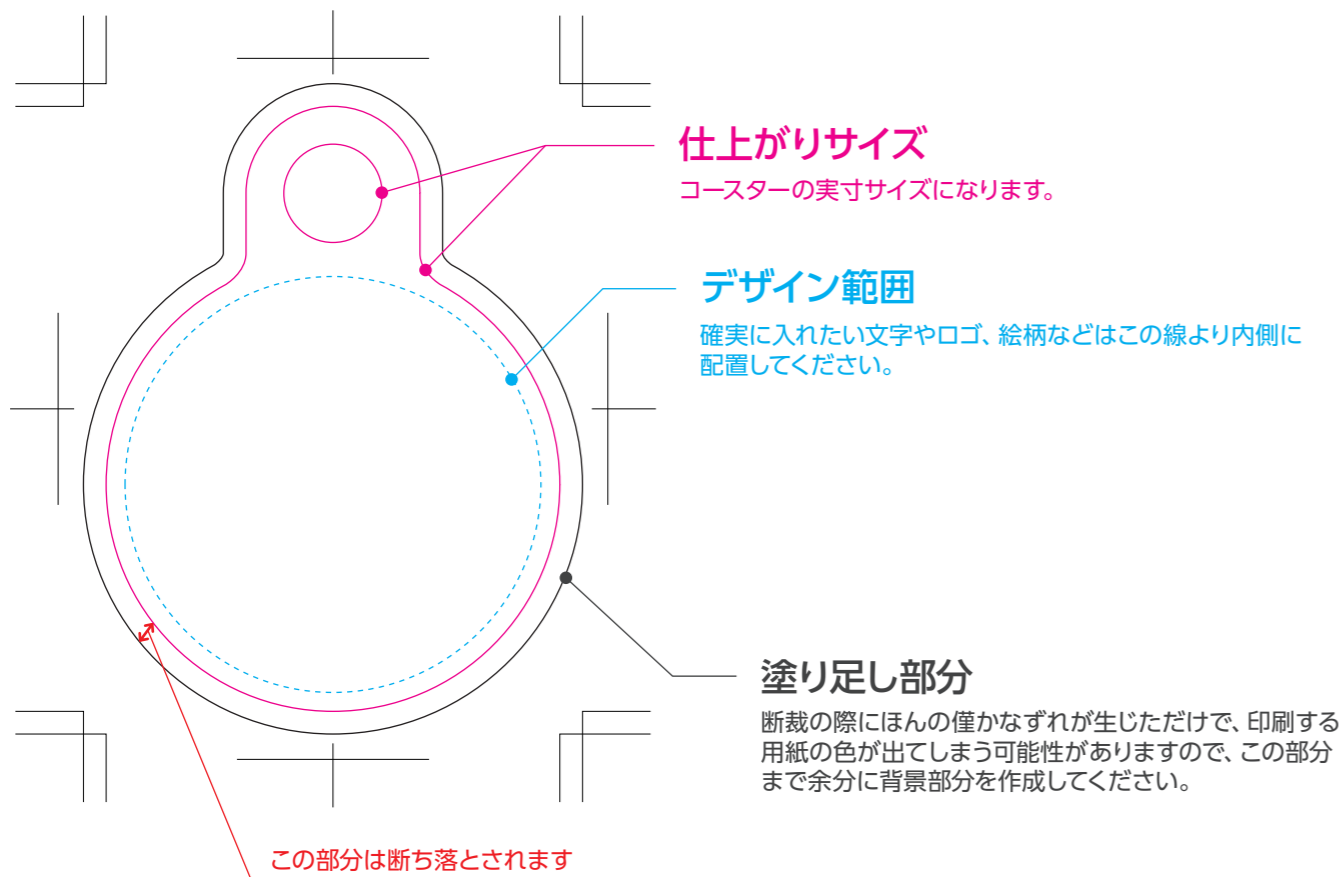 仕上がりサイズ
コースターの実寸サイズになります。
デザイン範囲
確実に入れたい文字やロゴ、絵柄などはこの線より内側に
配置してください。
塗り足し部分
断裁の際にほんの僅かなずれが生じただけで、印刷する
用紙の色が出てしまう可能性がありますので、この部分
まで余分に背景部分を作成してください。
この部分は断ち落とされます